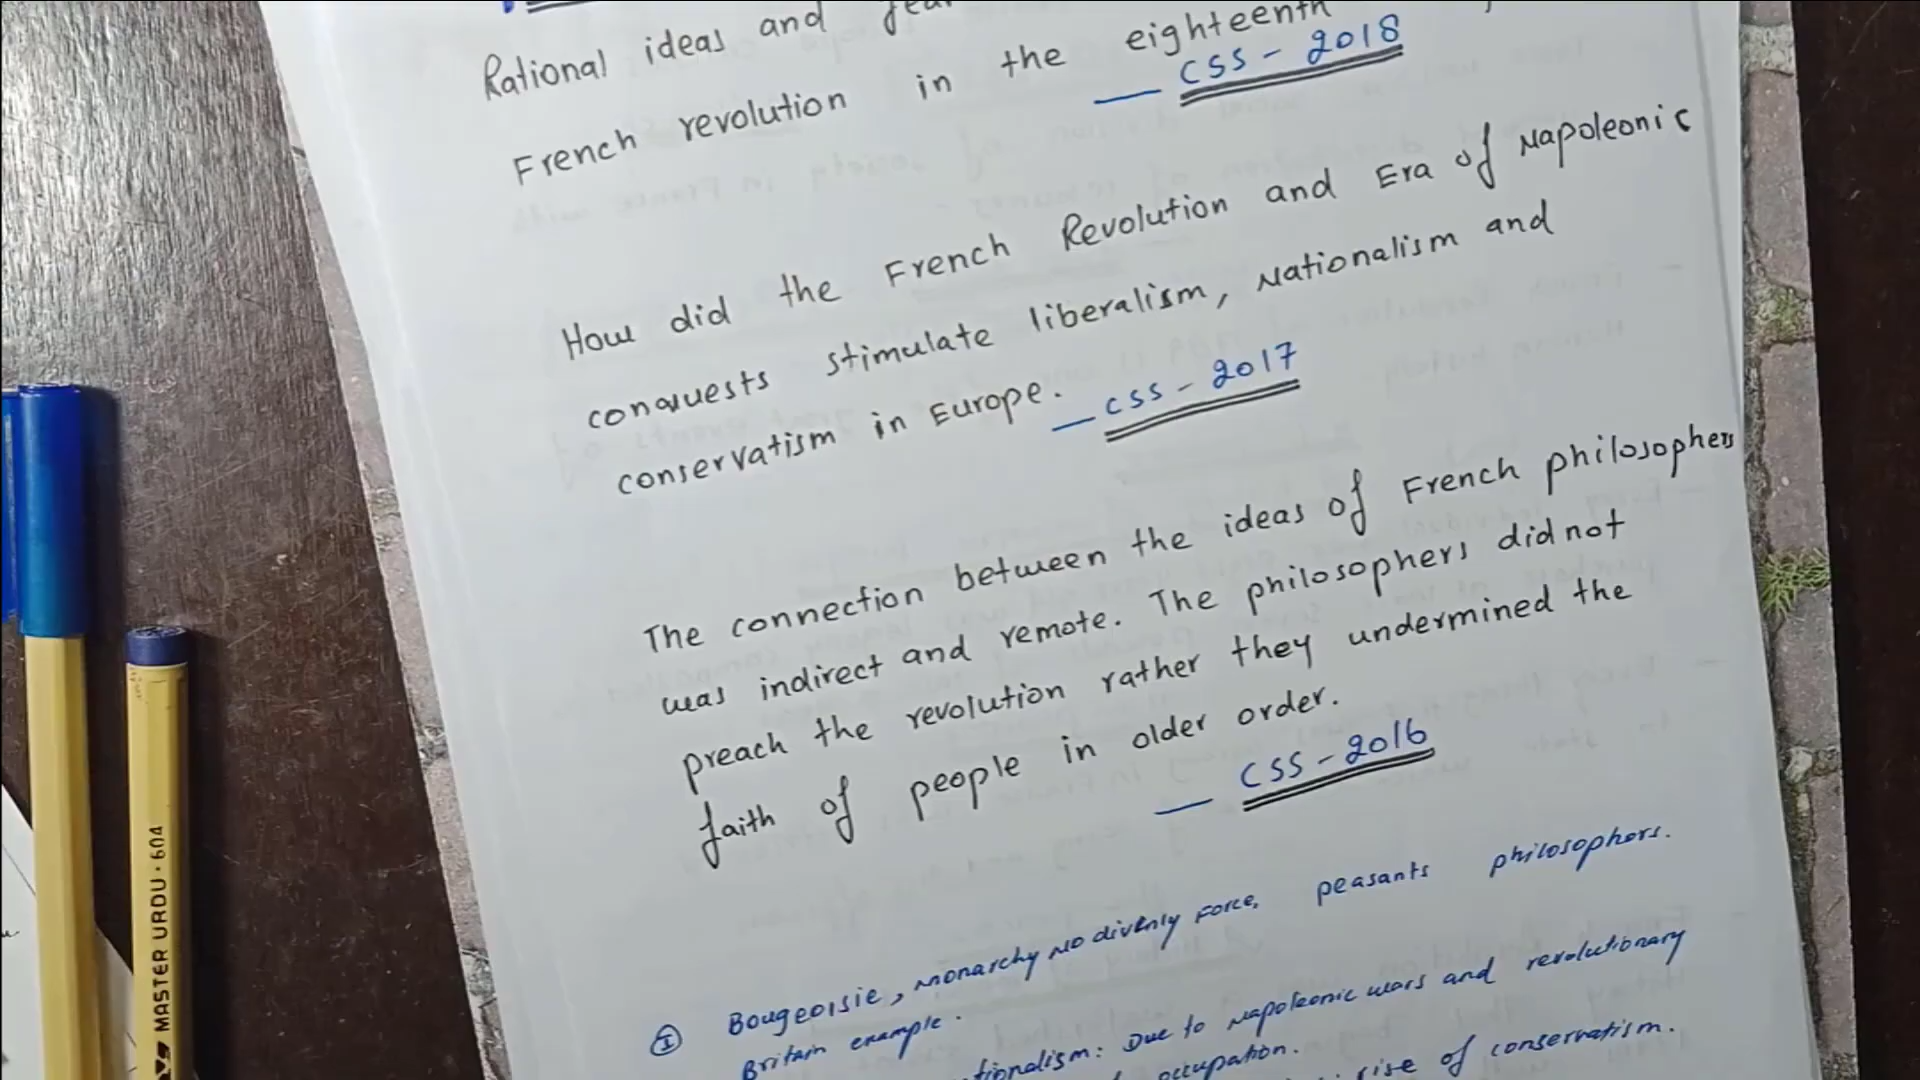 Rational ideas and
French revolution in the eighteenth
— CSS - 2018
How did the French Revolution and Era of Napoleonic
conquests stimulate liberalism, Nationalism and
conservatism in Europe. — CSS - 2017
The connection between the ideas of French philosophers
was indirect and remote. The philosophers did not
preach the revolution rather they undermined the
faith of people in older order.
— CSS - 2016
① Bougeoisie, monarchy no divenly force, peasants philosophers.
Britain example.
tionalism: Due to Napoleonic wars and revolutionary
occupation.
rise of conservatism.
MASTER URDU · 604